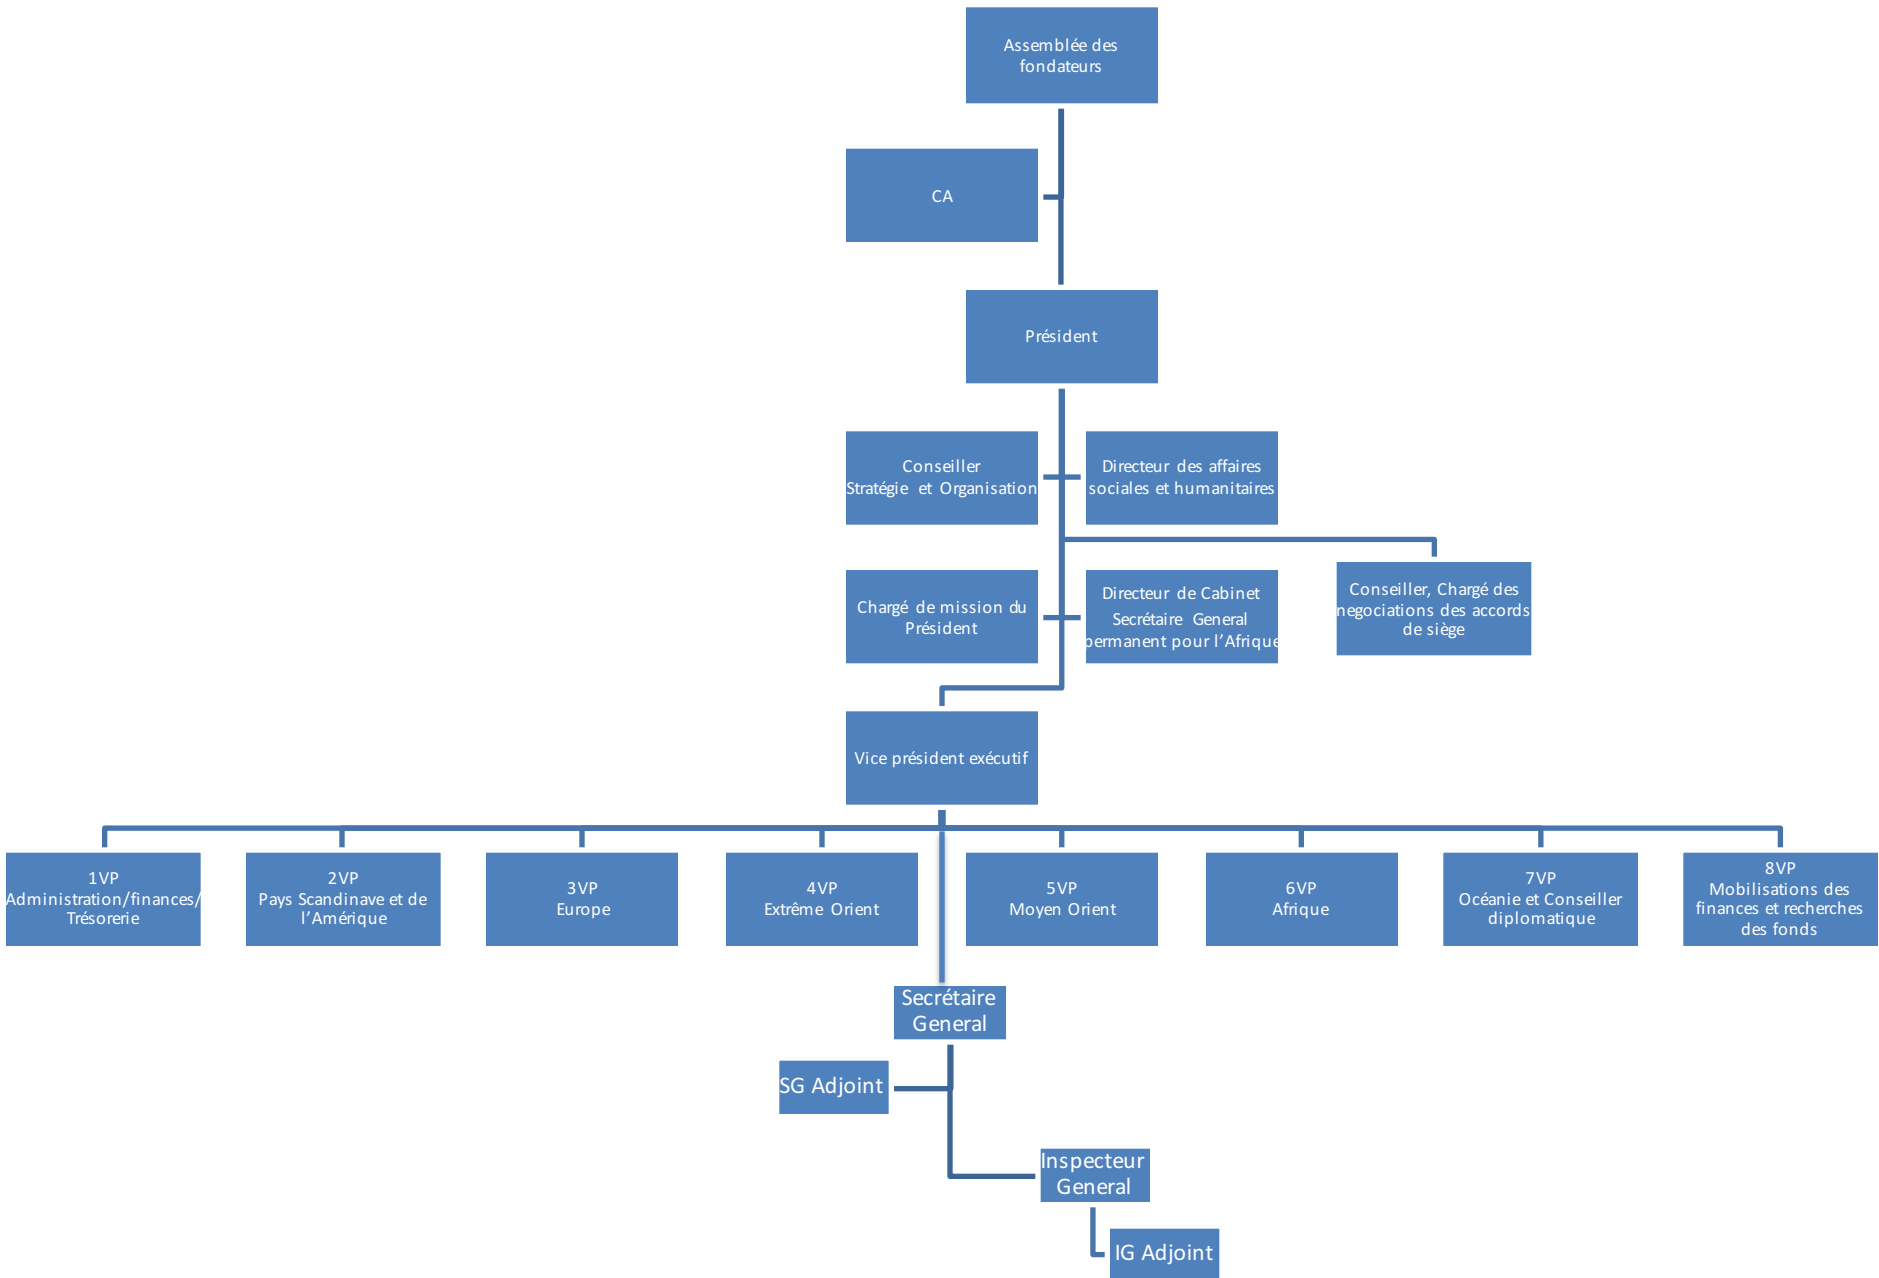 Assemblée des
fondateurs
CA
Président
Conseiller
Stratégie et Organisation
Directeur des affaires
sociales et humanitaires
Chargé de mission du
Président
Directeur de Cabinet
Secrétaire General
permanent pour l’Afrique
Conseiller, Chargé des
negociations des accords
de siège
Vice président exécutif
1VP
Administration/finances/
Trésorerie
2VP
Pays Scandinave et de
l’Amérique
3VP
Europe
4VP
Extrême Orient
5VP
Moyen Orient
6VP
Afrique
7VP
Océanie et Conseiller
diplomatique
8VP
Mobilisations des
finances et recherches
des fonds
Secrétaire
General
SG Adjoint
Inspecteur
General
IG Adjoint